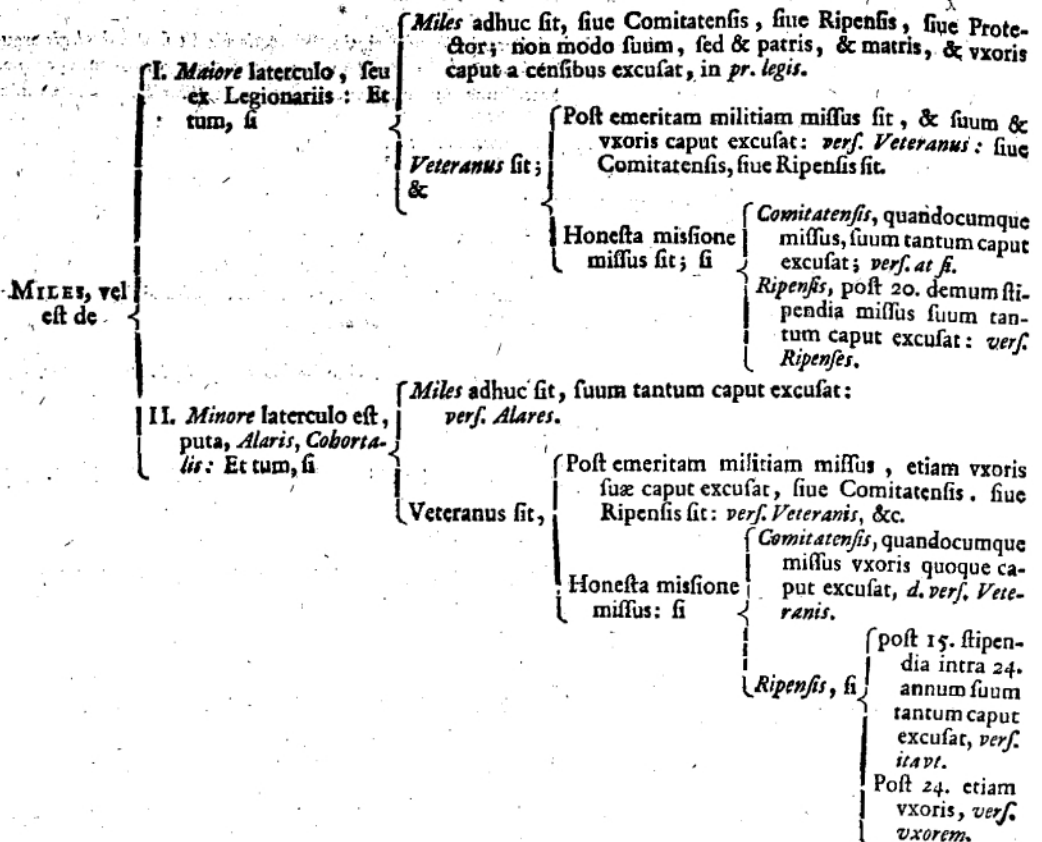 Miles adhuc ſit, ſiue Comitatenſis, ſiue Ripenſis, ſiue Prote-
ctor; non modo ſuum, ſed & patris, & matris, & vxoris
caput a cenſibus excuſat, in pr. legis.
I. Maiore laterculo, ſeu
ex Legionariis: Et
tum, ſi
Poſt emeritam militiam miſſus ſit, & ſuum &
vxoris caput excuſat: verſ. Veteranus: ſiue
Comitatenſis, ſiue Ripenſis ſit.
Veteranus ſit;
&
Honeſta misſione
miſſus ſit; ſi
Comitatenſis, quandocumque
miſſus, ſuum tantum caput
excuſat; verſ. at ſi.
Ripenſis, poſt 20. demum ſti-
pendia miſſus ſuum tan-
tum caput excuſat: verſ.
Ripenſes.
MILES, vel
eſt de
II. Minore laterculo eſt,
puta, Alaris, Cohorta-
lis: Et tum, ſi
Miles adhuc ſit, ſuum tantum caput excuſat:
verſ. Alares.
Veteranus ſit,
Poſt emeritam militiam miſſus, etiam vxoris
ſuæ caput excuſat, ſiue Comitatenſis. ſiue
Ripenſis ſit: verſ. Veteranis, &c.
Honeſta misſione
miſſus: ſi
Comitatenſis, quandocumque
miſſus vxoris quoque ca-
put excuſat, d. verſ. Vete-
ranis.
Ripenſis, ſi
poſt 15. ſtipen-
dia intra 24.
annum ſuum
tantum caput
excuſat, verſ.
ita vt.
Poſt 24. etiam
vxoris, verſ.
vxorem.